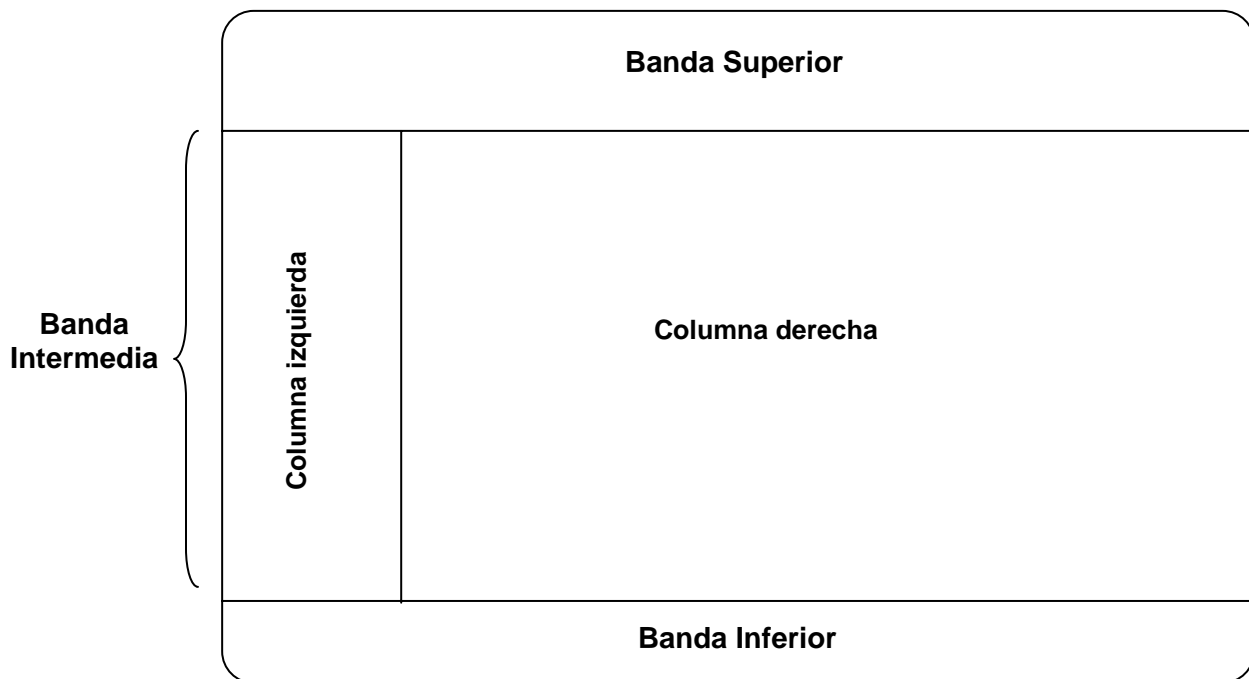 Banda Superior
Banda
Intermedia
Columna izquierda
Columna derecha
Banda Inferior